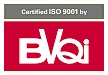 Certified ISO 9001 by
BVQi